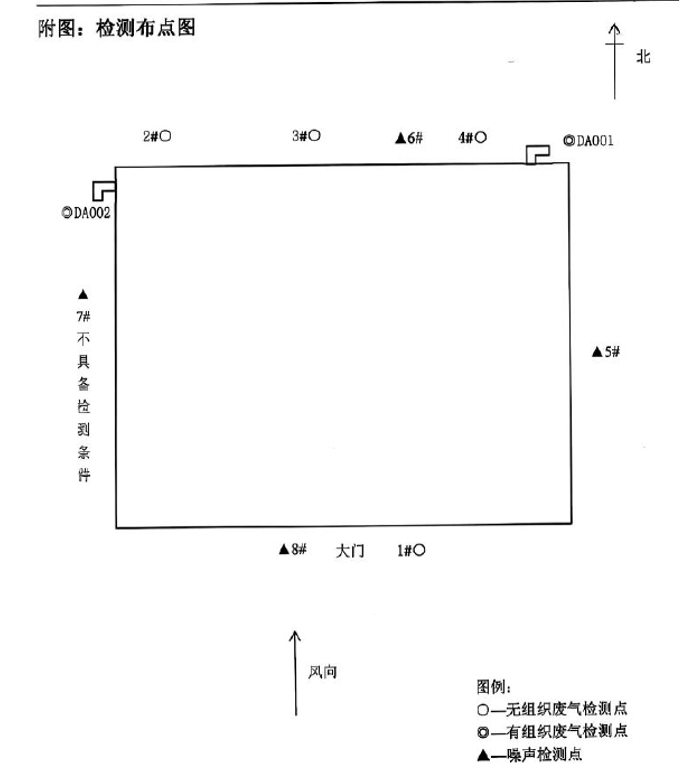 附图：检测布点图
北
2#○
3#○
▲6#
4#○
◎DA001
◎DA002
▲
7#
不
具
备
检
测
条
件
▲5#
▲8#
大门
1#○
风向
图例：
○—无组织废气检测点
◎—有组织废气检测点
▲—噪声检测点